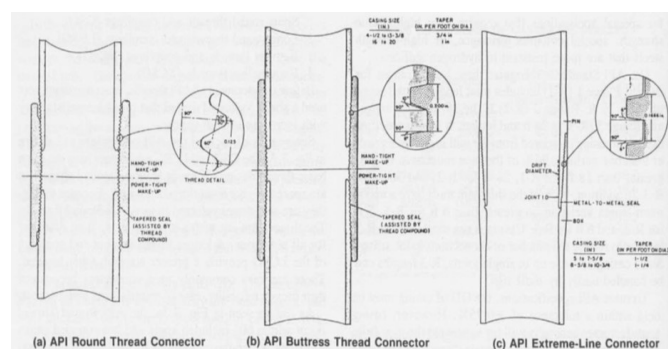 CASING SIZE
(IN.)
TAPER
ON. PER FOOT ON DIA.)
4-1/2 to 13-3/8
3/4 in
16 to 20
1 in
HAND-TIGHT
MAKE-UP
POWER-TIGHT
MAKE-UP
THREAD DETAIL
TAPERED SEAL
(ASSISTED BY
THREAD
COMPOUND)
HAND-TIGHT
MAKE-UP
POWER-TIGHT
MAKE-UP
TAPERED SEAL
(ASSISTED BY
THREAD
COMPOUND)
PIN
DRIFT
DIAMETER
JOINT ID
METAL-TO-METAL SEAL
BOX
CASING SIZE
(IN.)
TAPER
ON PER FOOT ON DIA)
5 to 7-5/8
1-1/2
8-5/8 to 10-3/4
1-1/4
(a) API Round Thread Connector
(b) API Buttress Thread Connector
(c) API Extreme-Line Connector